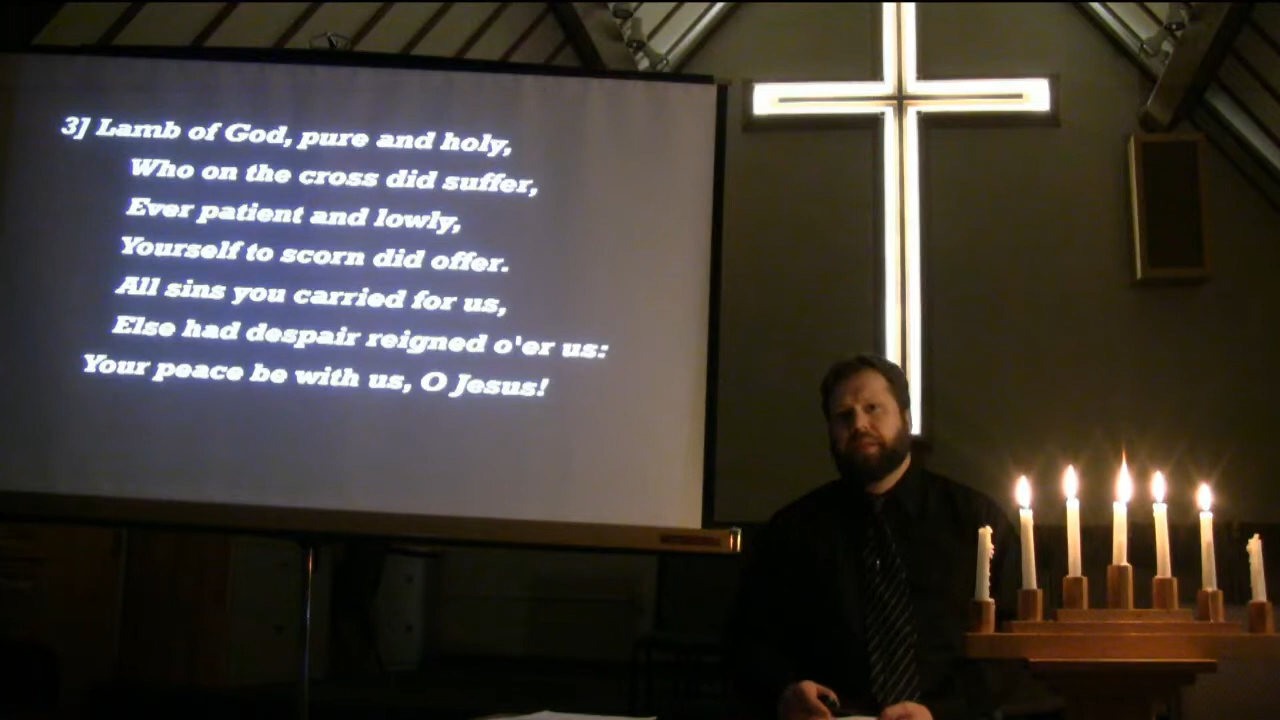 3] Lamb of God, pure and holy,
Who on the cross did suffer,
Ever patient and lowly,
Yourself to scorn did offer.
All sins you carried for us,
Else had despair reigned o'er us:
Your peace be with us, O Jesus!